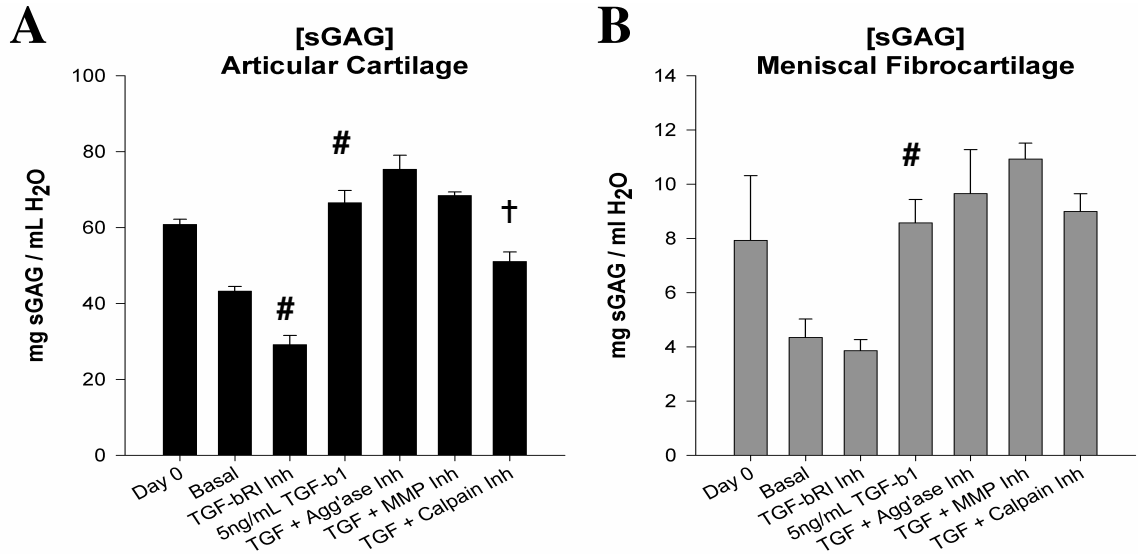 A
[sGAG]
Articular Cartilage
mg sGAG / mL H2O
100
80
60
40
20
0
#
#
†
Day 0
Basal
TGF-bRI Inh
5ng/mL TGF-b1
TGF + Agg'ase Inh
TGF + MMP Inh
TGF + Calpain Inh
B
[sGAG]
Meniscal Fibrocartilage
mg sGAG / ml H2O
14
12
10
8
6
4
2
0
#
Day 0
Basal
TGF-bRI Inh
5ng/mL TGF-b1
TGF + Agg'ase Inh
TGF + MMP Inh
TGF + Calpain Inh